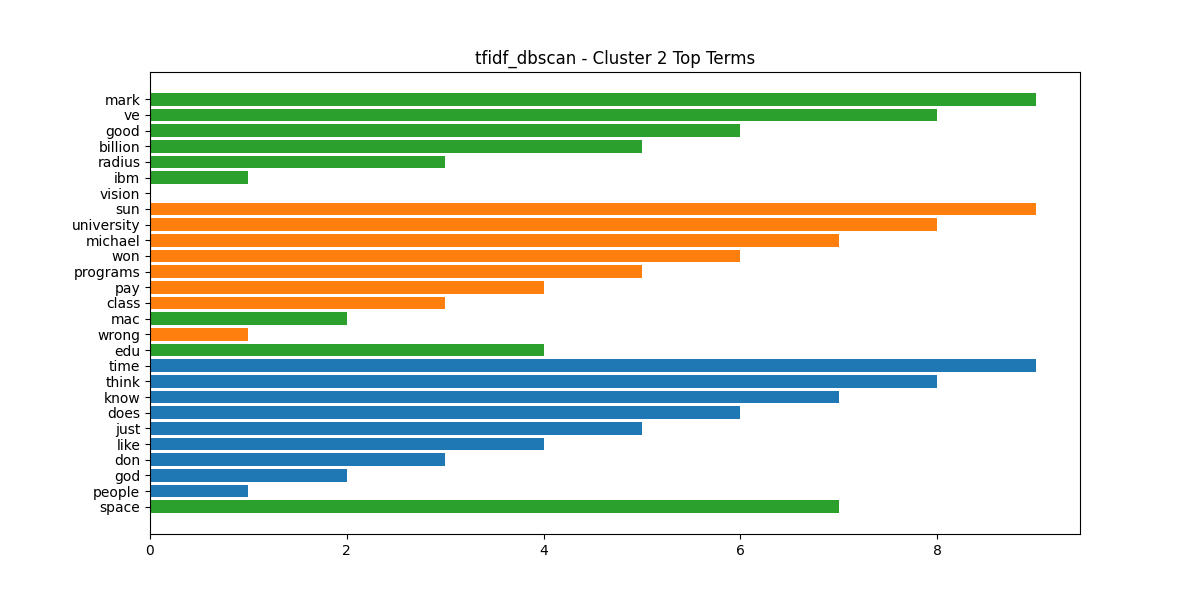 tfidf_dbscan - Cluster 2 Top Terms
mark
ve
good
billion
radius
ibm
vision
sun
university
michael
won
programs
pay
class
mac
wrong
edu
time
think
know
does
just
like
don
god
people
space
0 2 4 6 8